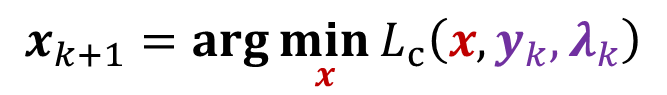 x_{k+1} = arg min_x L_c(x, y_k, λ_k)